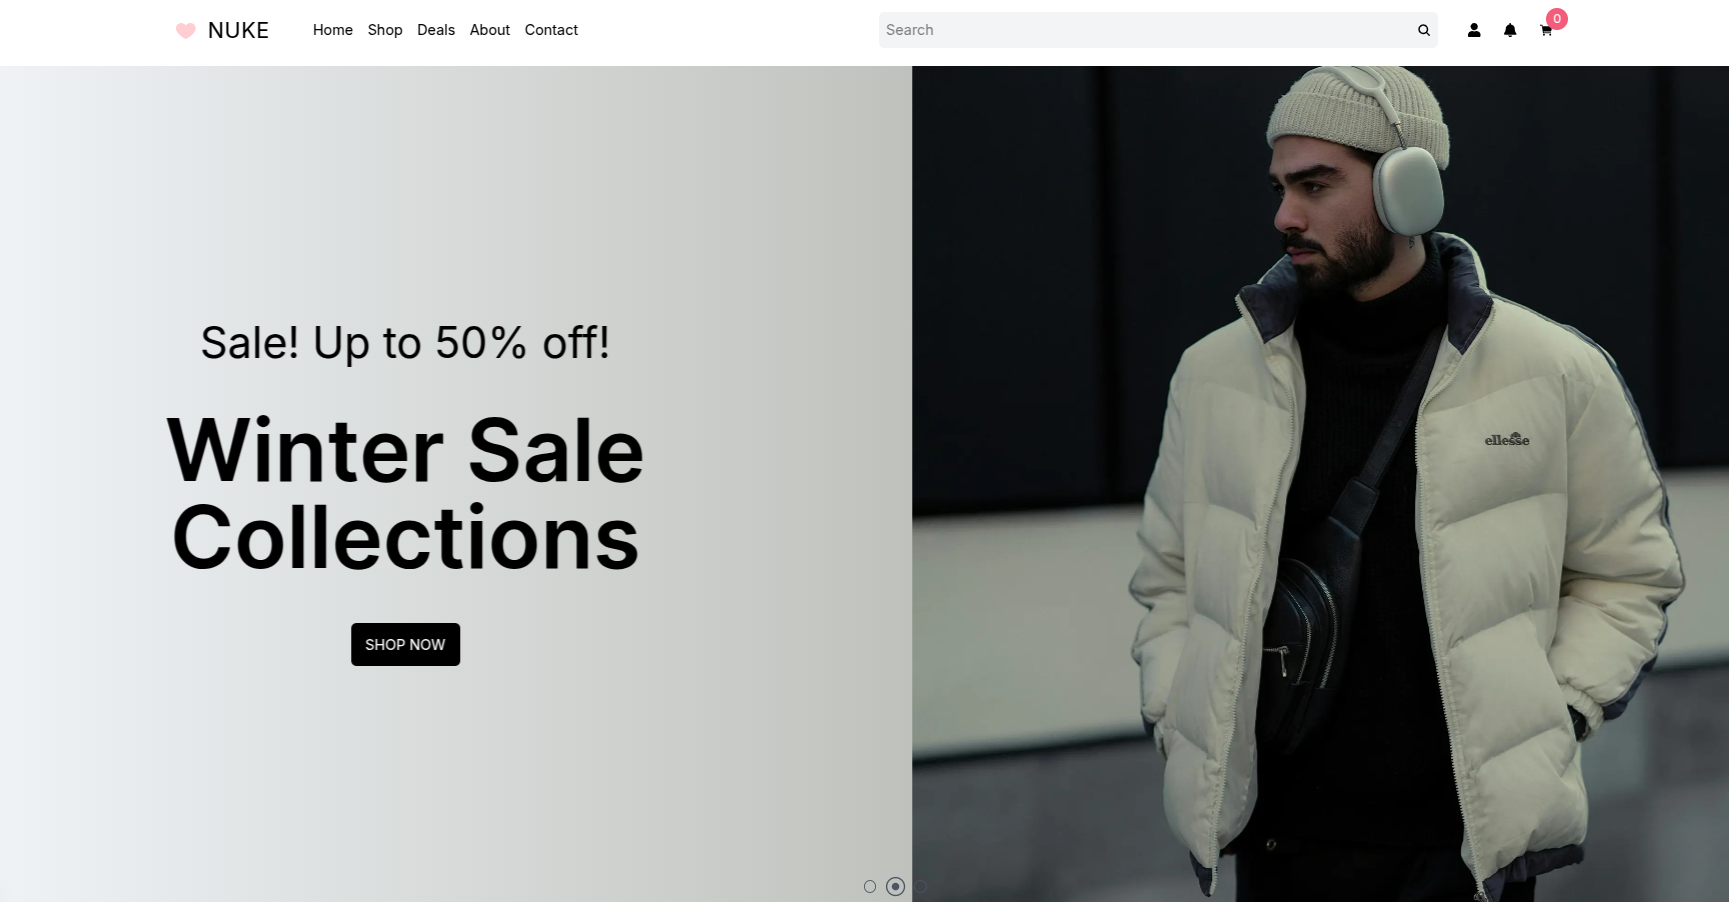 NUKE
Home Shop Deals About Contact
Search
0
Sale! Up to 50% off!
Winter Sale
Collections
SHOP NOW
ellesse